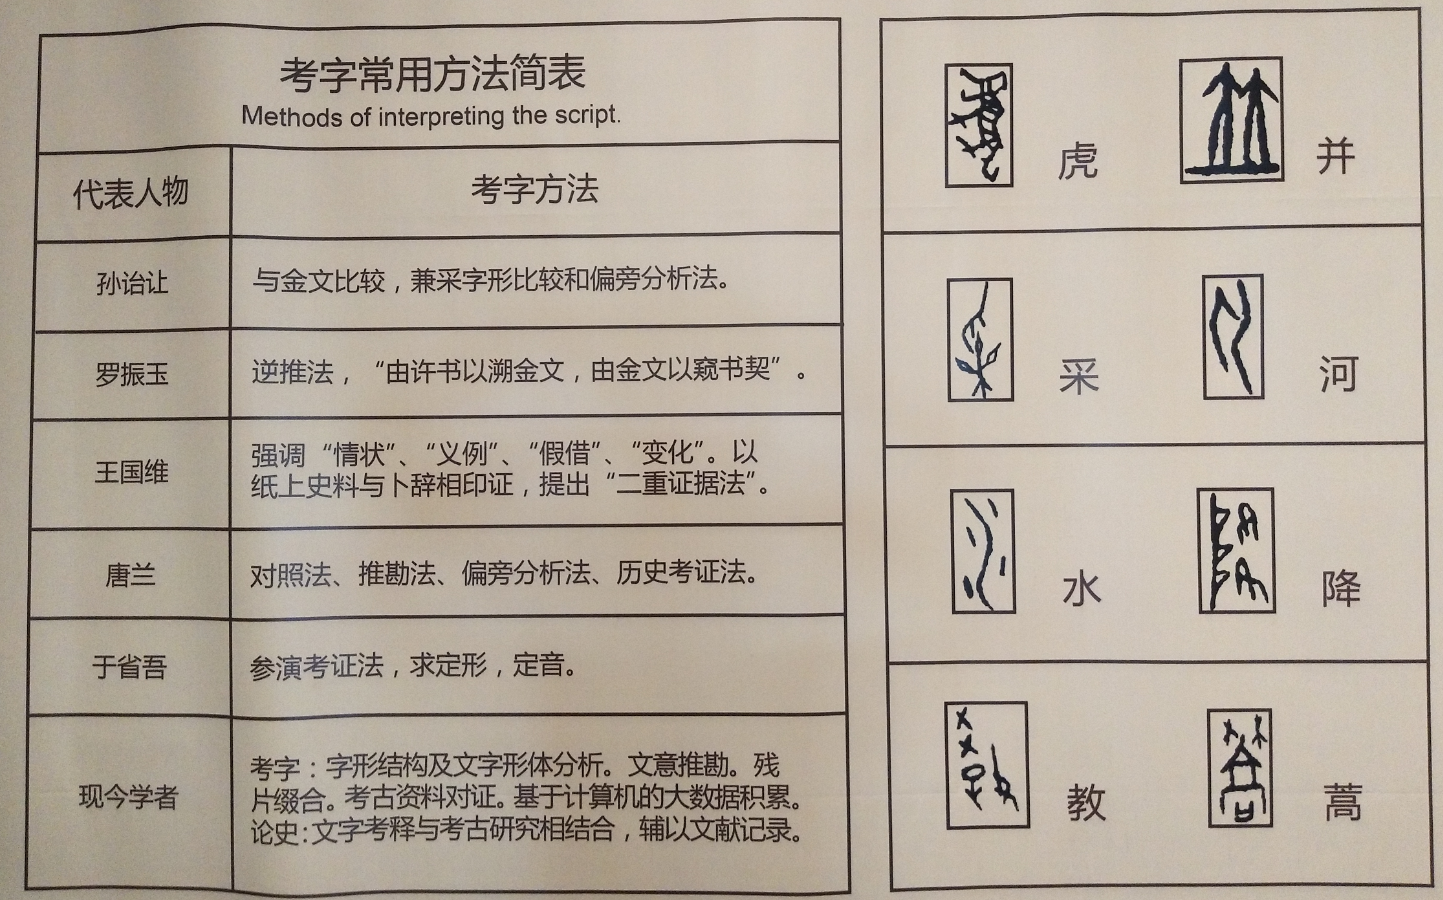 考字常用方法简表
Methods of interpreting the script.
代表人物
考字方法
孙诒让
与金文比较，兼采字形比较和偏旁分析法。
罗振玉
逆推法，“由许书以溯金文，由金文以窥书契”。
王国维
强调“情状”、“义例”、“假借”、“变化”。以
纸上史料与卜辞相印证，提出“二重证据法”。
唐兰
对照法、推勘法、偏旁分析法、历史考证法。
于省吾
参演考证法，求定形，定音。
现今学者
考字：字形结构及文字形体分析。文意推勘。残
片缀合。考古资料对证。基于计算机的大数据积累。
论史:文字考释与考古研究相结合，辅以文献记录。
虎
并
采
河
水
降
教
蒿